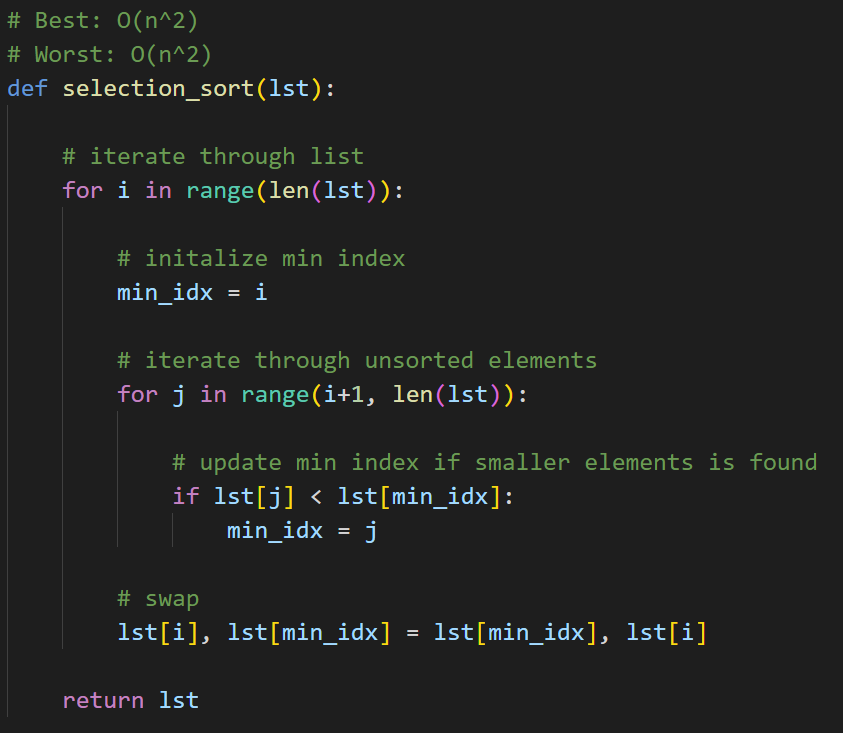 # Best: O(n^2)
# Worst: O(n^2)
def selection_sort(lst):
    # iterate through list
    for i in range(len(lst)):
        # initalize min index
        min_idx = i
        # iterate through unsorted elements
        for j in range(i+1, len(lst)):
            # update min index if smaller elements is found
            if lst[j] < lst[min_idx]:
                min_idx = j
        # swap
        lst[i], lst[min_idx] = lst[min_idx], lst[i]
    return lst